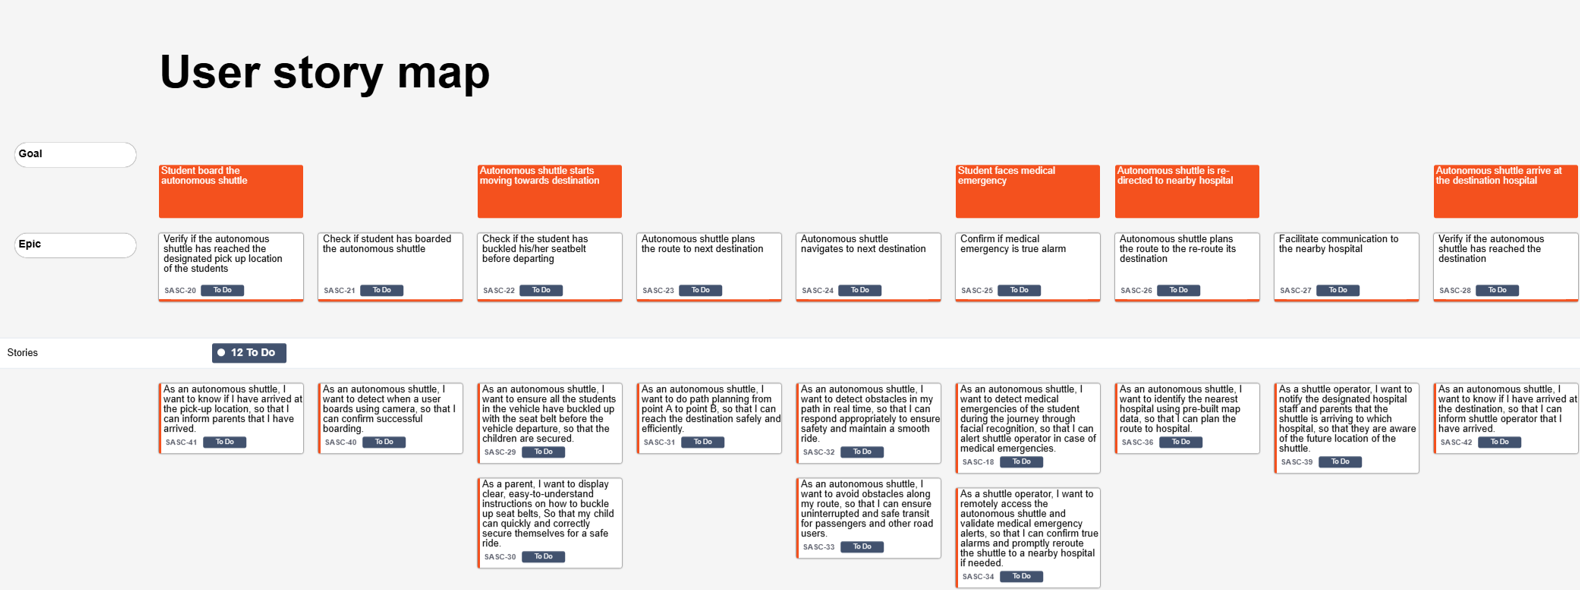 User story map
Goal
Student board the
autonomous shuttle
Autonomous shuttle starts
moving towards destination
Student faces medical
emergency
Autonomous shuttle is re-
directed to nearby hospital
Autonomous shuttle arrive at
the destination hospital
Epic
Verify if the autonomous
shuttle has reached the
designated pick up location
of the students
SASC-20 To Do
Check if student has boarded
the autonomous shuttle
SASC-21 To Do
Check if the student has
buckled his/her seatbelt
before departing
SASC-22 To Do
Autonomous shuttle plans
the route to next destination
SASC-23 To Do
Autonomous shuttle
navigates to next destination
SASC-24 To Do
Confirm if medical
emergency is true alarm
SASC-25 To Do
Autonomous shuttle plans
the route to the re-route its
destination
SASC-26 To Do
Facilitate communication to
the nearby hospital
SASC-27 To Do
Verify if the autonomous
shuttle has reached the
destination
SASC-28 To Do
Stories
12 To Do
As an autonomous shuttle, I
want to know if I have arrived at
the pick-up location, so that I
can inform parents that I have
arrived.
SASC-41 To Do
As an autonomous shuttle, I
want to detect when a user
boards using camera, so that I
can confirm successful
boarding.
SASC-40 To Do
As an autonomous shuttle, I
want to ensure all the students
in the vehicle have buckled up
with the seat belt before the
vehicle departure, so that the
children are secured.
SASC-29 To Do
As an autonomous shuttle, I
want to do path planning from
point A to point B, so that I can
reach the destination safely and
efficiently.
SASC-31 To Do
As an autonomous shuttle, I
want to detect obstacles in my
path in real time, so that I can
respond appropriately to ensure
safety and maintain a smooth
ride.
SASC-32 To Do
As an autonomous shuttle, I
want to detect medical
emergencies of the student
during the journey through
facial recognition, so that I can
alert shuttle operator in case of
medical emergencies.
SASC-18 To Do
As an autonomous shuttle, I
want to identify the nearest
hospital using pre-built map
data, so that I can plan the
route to hospital.
SASC-36 To Do
As a shuttle operator, I want to
notify the designated hospital
staff and parents that the
shuttle is arriving to which
hospital, so that they are aware
of the future location of the
shuttle.
SASC-39 To Do
As an autonomous shuttle, I
want to know if I have arrived at
the destination, so that I can
inform shuttle operator that I
have arrived.
SASC-42 To Do
As a parent, I want to display
clear, easy-to-understand
instructions on how to buckle
up seat belts, So that my child
can quickly and correctly
secure themselves for a safe
ride.
SASC-30 To Do
As an autonomous shuttle, I
want to avoid obstacles along
my route, so that I can ensure
uninterrupted and safe transit
for passengers and other road
users.
SASC-33 To Do
As a shuttle operator, I want to
remotely access the
autonomous shuttle and
validate medical emergency
alerts, so that I can confirm true
alarms and promptly reroute
the shuttle to a nearby hospital
if needed.
SASC-34 To Do